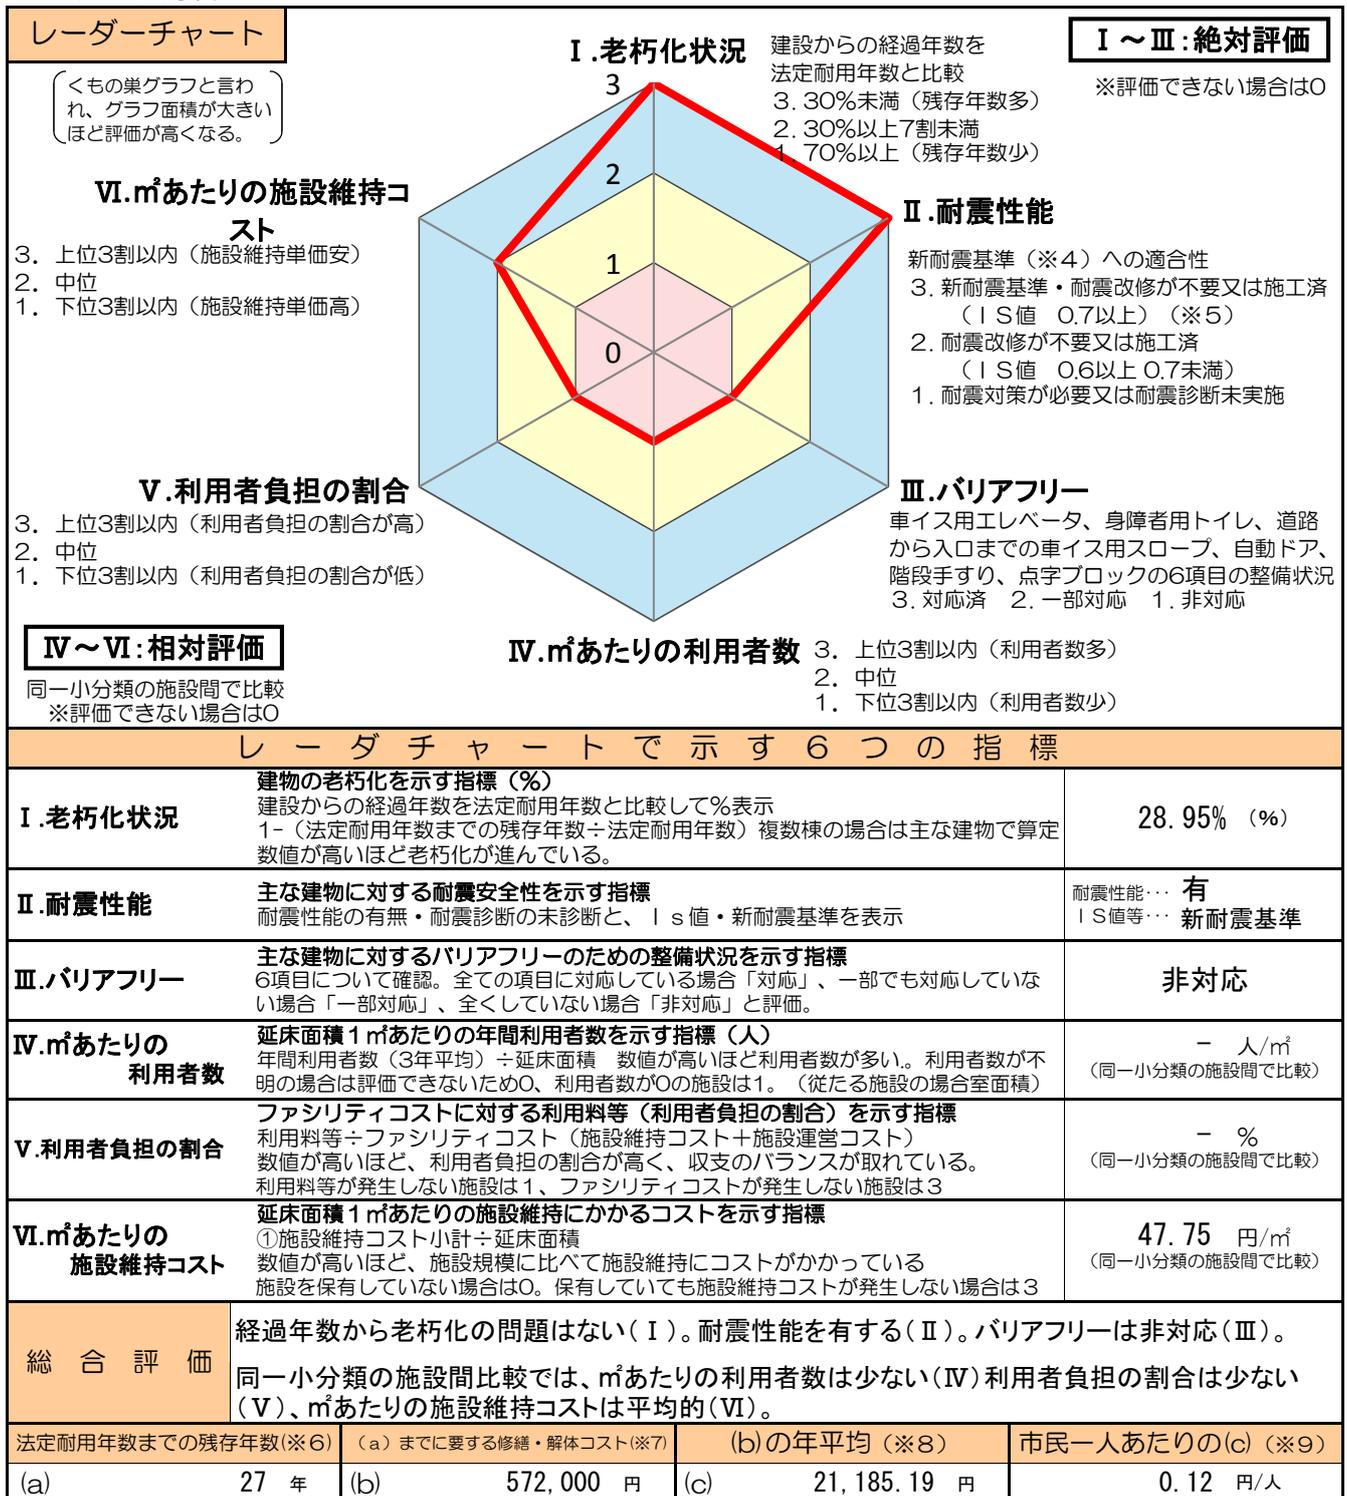 レーダーチャート
くもの巣グラフと言わ
れ、グラフ面積が大きい
ほど評価が高くなる。
Ⅰ.老朽化状況
建設からの経過年数を
法定耐用年数と比較
3. 30%未満（残存年数多）
2. 30%以上7割未満
1. 70%以上（残存年数少）
Ⅰ～Ⅲ：絶対評価
※評価できない場合は0
3
2
1
0
Ⅵ.㎡あたりの施設維持コ
スト
3. 上位3割以内（施設維持単価安）
2. 中位
1. 下位3割以内（施設維持単価高）
Ⅱ.耐震性能
新耐震基準（※4）への適合性
3. 新耐震基準・耐震改修が不要又は施工済
（ＩＳ値　0.7以上）（※5）
2. 耐震改修が不要又は施工済
（ＩＳ値　0.6以上 0.7未満）
1. 耐震対策が必要又は耐震診断未実施
Ⅴ.利用者負担の割合
3. 上位3割以内（利用者負担の割合が高）
2. 中位
1. 下位3割以内（利用者負担の割合が低）
Ⅲ.バリアフリー
車イス用エレベータ、身障者用トイレ、道路
から入口までの車イス用スロープ、自動ドア、
階段手すり、点字ブロックの6項目の整備状況
3. 対応済　2. 一部対応　1. 非対応
Ⅳ～Ⅵ：相対評価
同一小分類の施設間で比較
※評価できない場合は0
Ⅳ.㎡あたりの利用者数
3. 上位3割以内（利用者数多）
2. 中位
1. 下位3割以内（利用者数少）
レーダチャートで示す6つの指標
Ⅰ.老朽化状況
建物の老朽化を示す指標（%）
建設からの経過年数を法定耐用年数と比較して%表示
1-（法定耐用年数までの残存年数÷法定耐用年数）複数棟の場合は主な建物で算定
数値が高いほど老朽化が進んでいる。
28.95%（%）
Ⅱ.耐震性能
主な建物に対する耐震安全性を示す指標
耐震性能の有無・耐震診断の未診断と、Ｉｓ値・新耐震基準を表示
耐震性能… 有
ＩＳ値等… 新耐震基準
Ⅲ.バリアフリー
主な建物に対するバリアフリーのための整備状況を示す指標
6項目について確認。全ての項目に対応している場合「対応」、一部でも対応していな
い場合「一部対応」、全くしていない場合「非対応」と評価。
非対応
Ⅳ.㎡あたりの
利用者数
延床面積１㎡あたりの年間利用者数を示す指標（人）
年間利用者数（3年平均）÷延床面積　数値が高いほど利用者数が多い。利用者数が不
明の場合は評価できないため0、利用者数が0の施設は1。（従たる施設の場合室面積）
－　人/㎡
（同一小分類の施設間で比較）
Ⅴ.利用者負担の割合
ファシリティコストに対する利用料等（利用者負担の割合）を示す指標
利用料等÷ファシリティコスト（施設維持コスト＋施設運営コスト）
数値が高いほど、利用者負担の割合が高く、収支のバランスが取れている。
利用料等が発生しない施設は１、ファシリティコストが発生しない施設は３
－　%
（同一小分類の施設間で比較）
Ⅵ.㎡あたりの
施設維持コスト
延床面積１㎡あたりの施設維持にかかるコストを示す指標
①施設維持コスト小計÷延床面積
数値が高いほど、施設規模に比べて施設維持にコストがかかっている
施設を保有していない場合は0。保有していても施設維持コストが発生しない場合は３
47.75　円/㎡
（同一小分類の施設間で比較）
総合評価
経過年数から老朽化の問題はない（Ⅰ）。耐震性能を有する（Ⅱ）。バリアフリーは非対応（Ⅲ）。
同一小分類の施設間比較では、㎡あたりの利用者数は少ない（Ⅳ）利用者負担の割合は少ない
（Ⅴ）、㎡あたりの施設維持コストは平均的（Ⅵ）。
法定耐用年数までの残存年数(※6)
（a）までに要する修繕・解体コスト(※7)
(b)の年平均（※8）
市民一人あたりの(c)（※9）
(a) 27 年
(b) 572,000 円
(c) 21,185.19 円
0.12 円/人